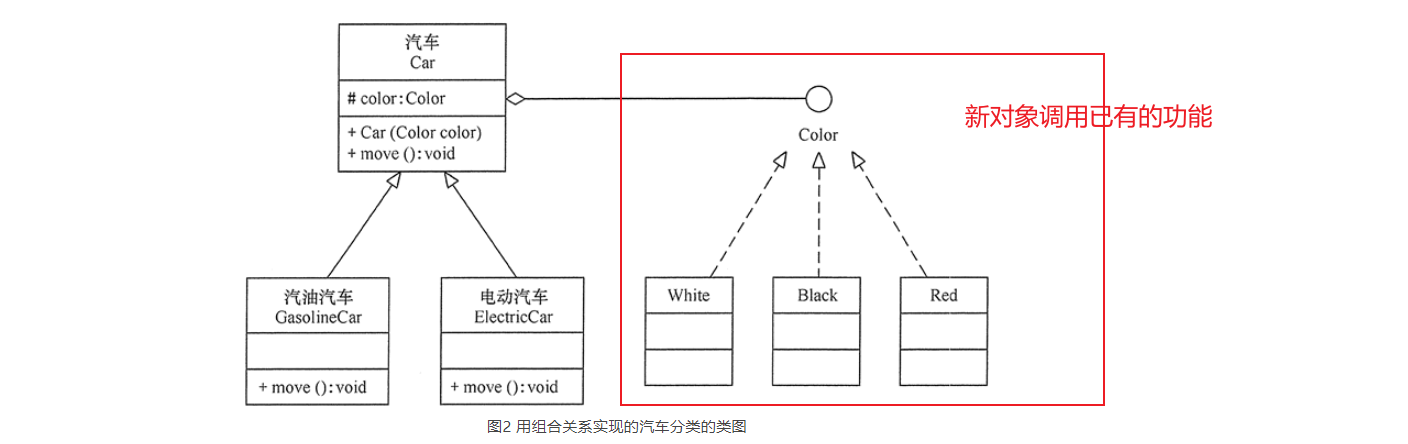 汽车
Car
# color:Color
+ Car (Color color)
+ move ():void
新对象调用已有的功能
Color
汽油汽车
GasolineCar
+ move ():void
电动汽车
ElectricCar
+ move ():void
White
Black
Red
图2 用组合关系实现的汽车分类的类图